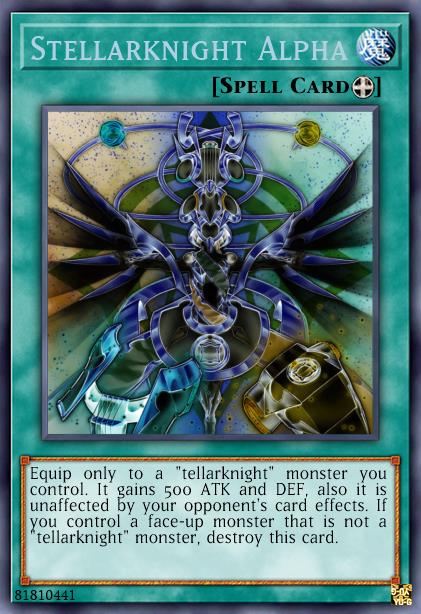 STELLARKNIGHT ALPHA
魔
[SPELL CARD]
Equip only to a "tellarknight" monster you
control. It gains 500 ATK and DEF, also it is
unaffected by your opponent's card effects. If
you control a face-up monster that is not a
"tellarknight" monster, destroy this card.
81810441